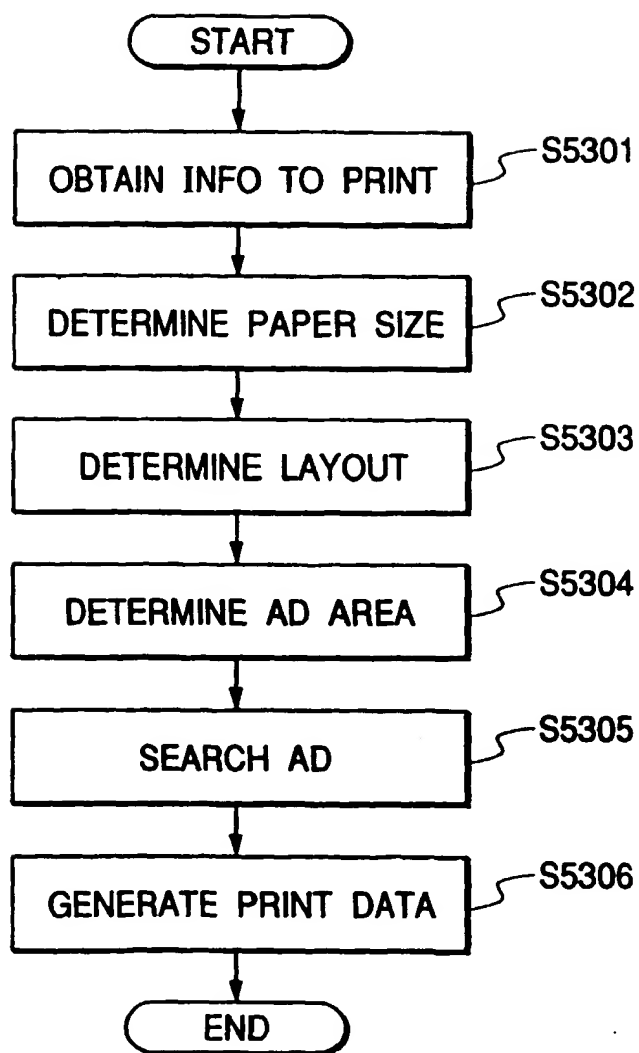 START
OBTAIN INFO TO PRINT
S5301
DETERMINE PAPER SIZE
S5302
DETERMINE LAYOUT
S5303
DETERMINE AD AREA
S5304
SEARCH AD
S5305
GENERATE PRINT DATA
S5306
END